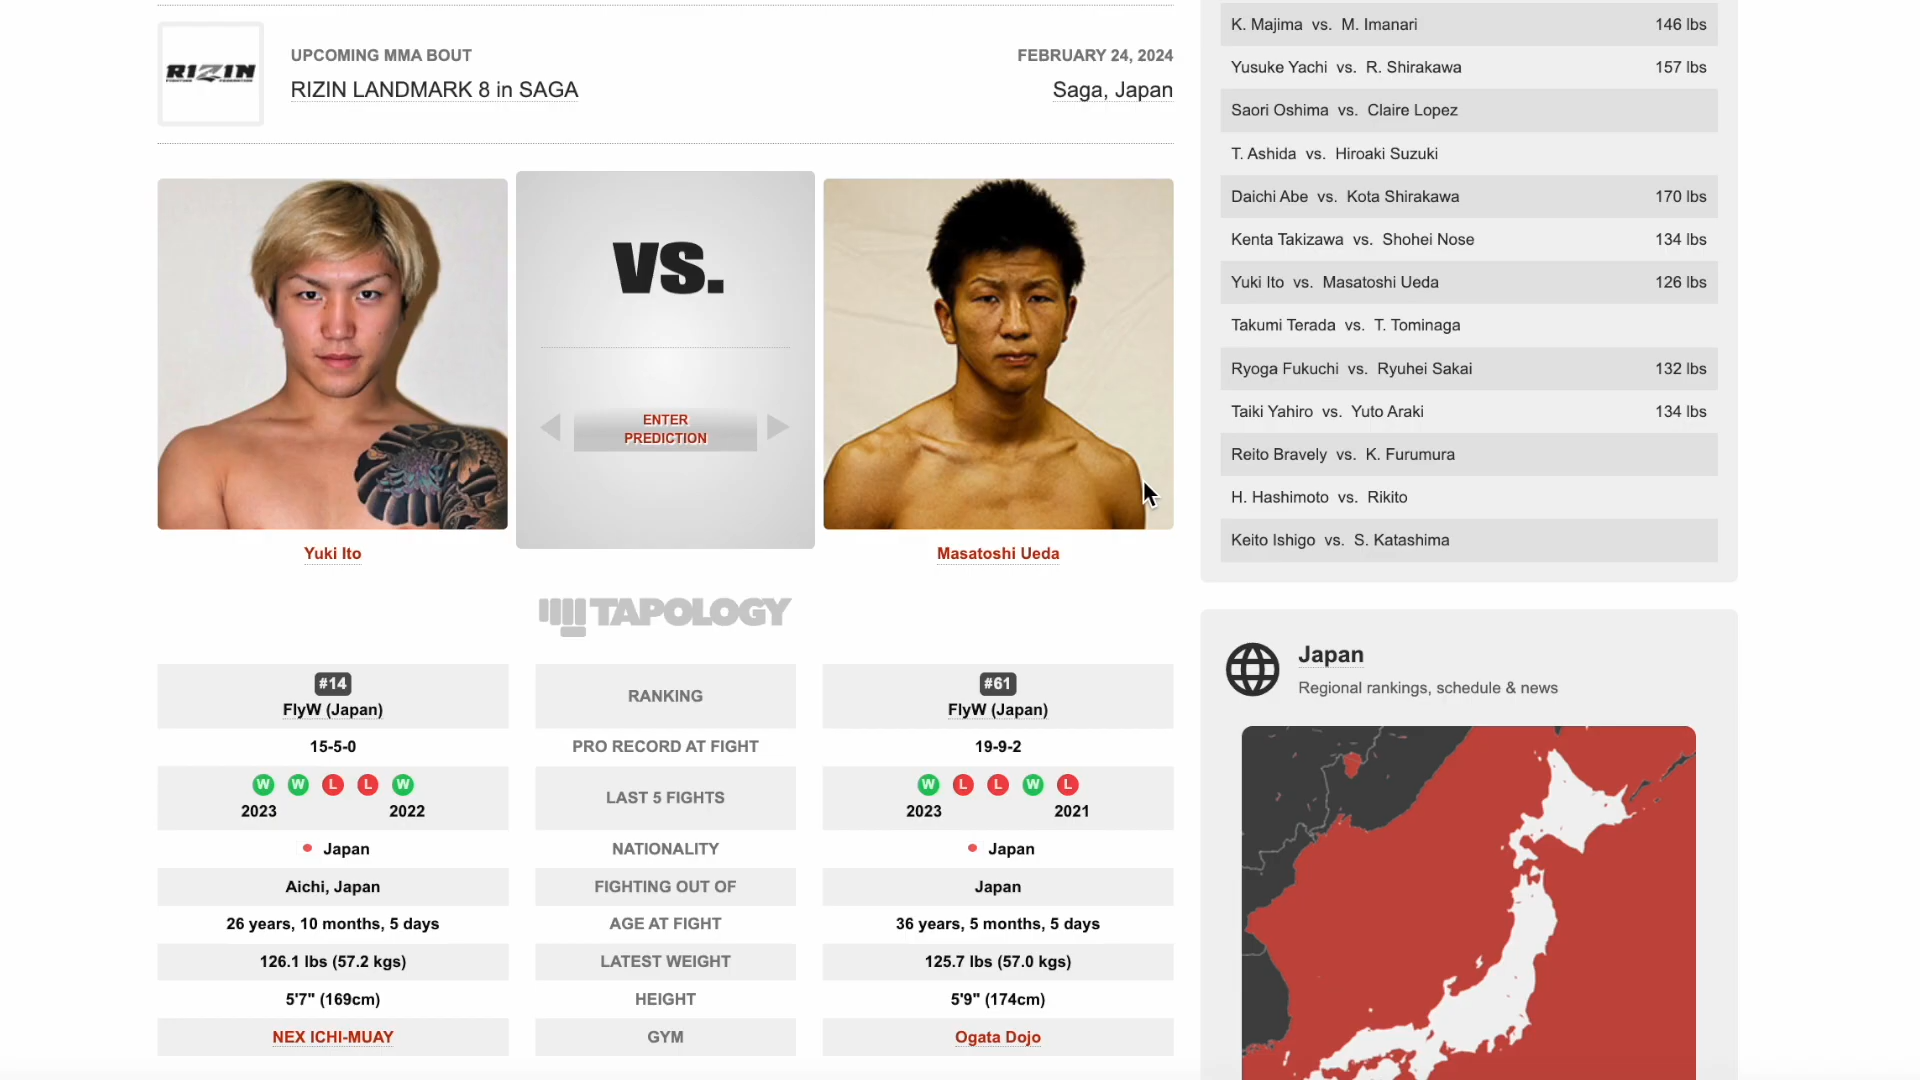 RIZIN
FIGHTING FEDERATION
UPCOMING MMA BOUT
RIZIN LANDMARK 8 in SAGA
FEBRUARY 24, 2024
Saga, Japan
VS.
ENTER
PREDICTION
Yuki Ito
Masatoshi Ueda
TAPOLOGY
#14
FlyW (Japan)
RANKING
#61
FlyW (Japan)
15-5-0
PRO RECORD AT FIGHT
19-9-2
W W L L W
2023 2022
LAST 5 FIGHTS
W L L W L
2023 2021
Japan
NATIONALITY
Japan
Aichi, Japan
FIGHTING OUT OF
Japan
26 years, 10 months, 5 days
AGE AT FIGHT
36 years, 5 months, 5 days
126.1 lbs (57.2 kgs)
LATEST WEIGHT
125.7 lbs (57.0 kgs)
5'7" (169cm)
HEIGHT
5'9" (174cm)
NEX ICHI-MUAY
GYM
Ogata Dojo
K. Majima vs. M. Imanari 146 lbs
Yusuke Yachi vs. R. Shirakawa 157 lbs
Saori Oshima vs. Claire Lopez
T. Ashida vs. Hiroaki Suzuki
Daichi Abe vs. Kota Shirakawa 170 lbs
Kenta Takizawa vs. Shohei Nose 134 lbs
Yuki Ito vs. Masatoshi Ueda 126 lbs
Takumi Terada vs. T. Tominaga
Ryoga Fukuchi vs. Ryuhei Sakai 132 lbs
Taiki Yahiro vs. Yuto Araki 134 lbs
Reito Bravely vs. K. Furumura
H. Hashimoto vs. Rikito
Keito Ishigo vs. S. Katashima
Japan
Regional rankings, schedule & news